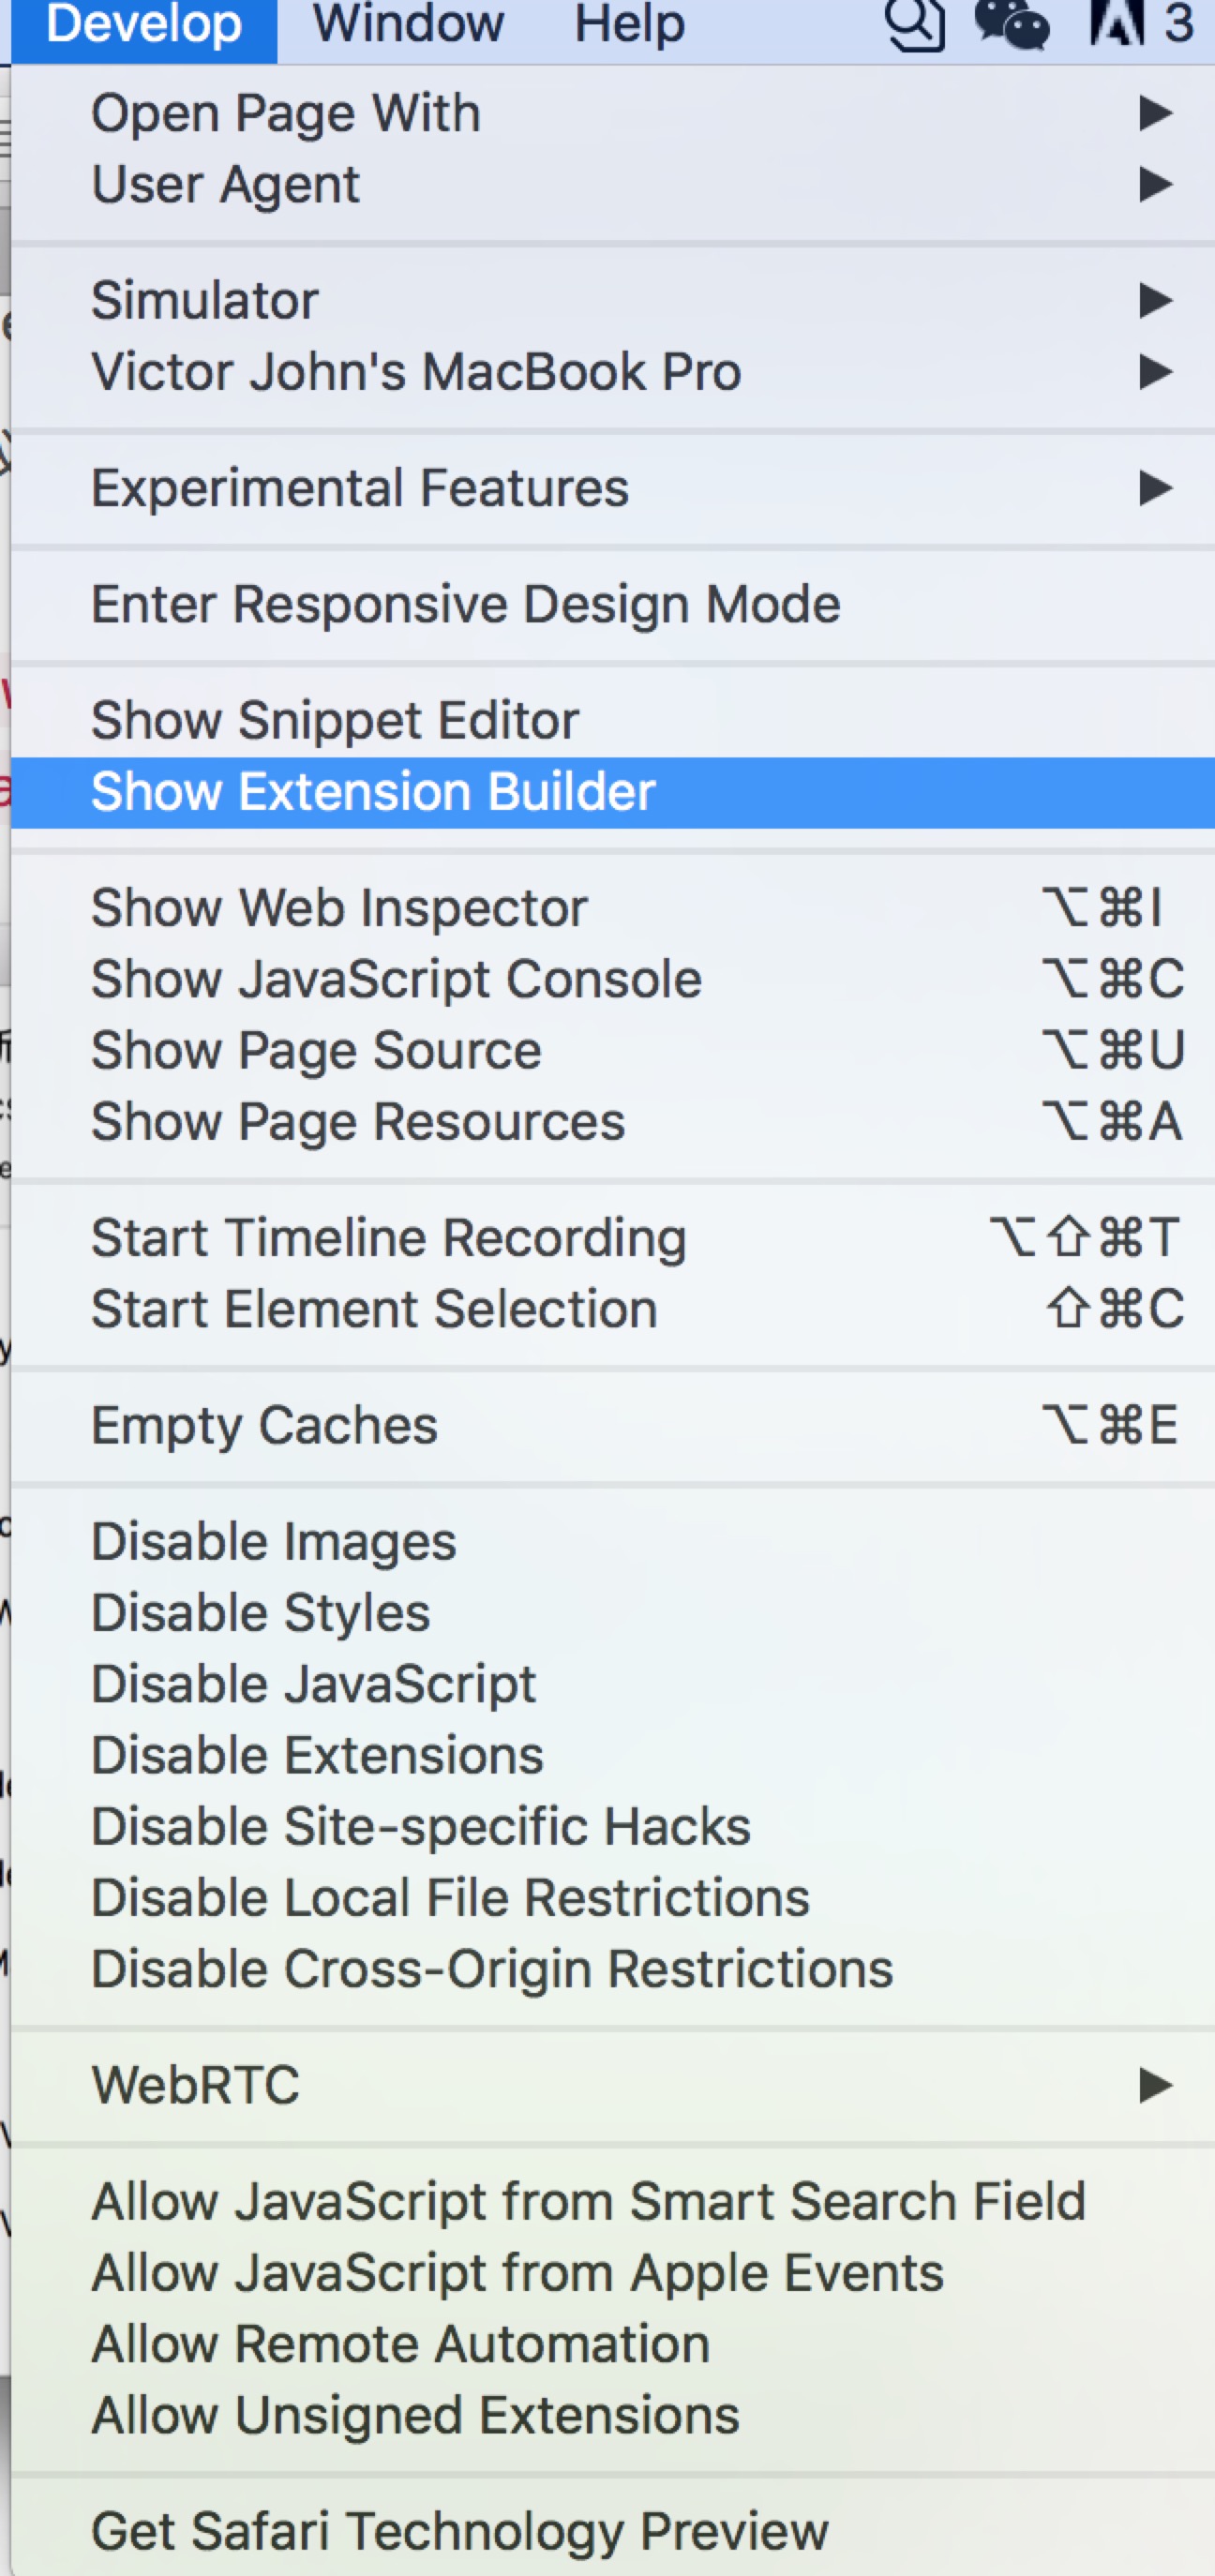 Develop Window Help 3
Open Page With ▶
User Agent ▶
Simulator ▶
Victor John's MacBook Pro ▶
Experimental Features ▶
Enter Responsive Design Mode
Show Snippet Editor
Show Extension Builder
Show Web Inspector ⌥⌘I
Show JavaScript Console ⌥⌘C
Show Page Source ⌥⌘U
Show Page Resources ⌥⌘A
Start Timeline Recording ⌥⇧⌘T
Start Element Selection ⇧⌘C
Empty Caches ⌥⌘E
Disable Images
Disable Styles
Disable JavaScript
Disable Extensions
Disable Site-specific Hacks
Disable Local File Restrictions
Disable Cross-Origin Restrictions
WebRTC ▶
Allow JavaScript from Smart Search Field
Allow JavaScript from Apple Events
Allow Remote Automation
Allow Unsigned Extensions
Get Safari Technology Preview